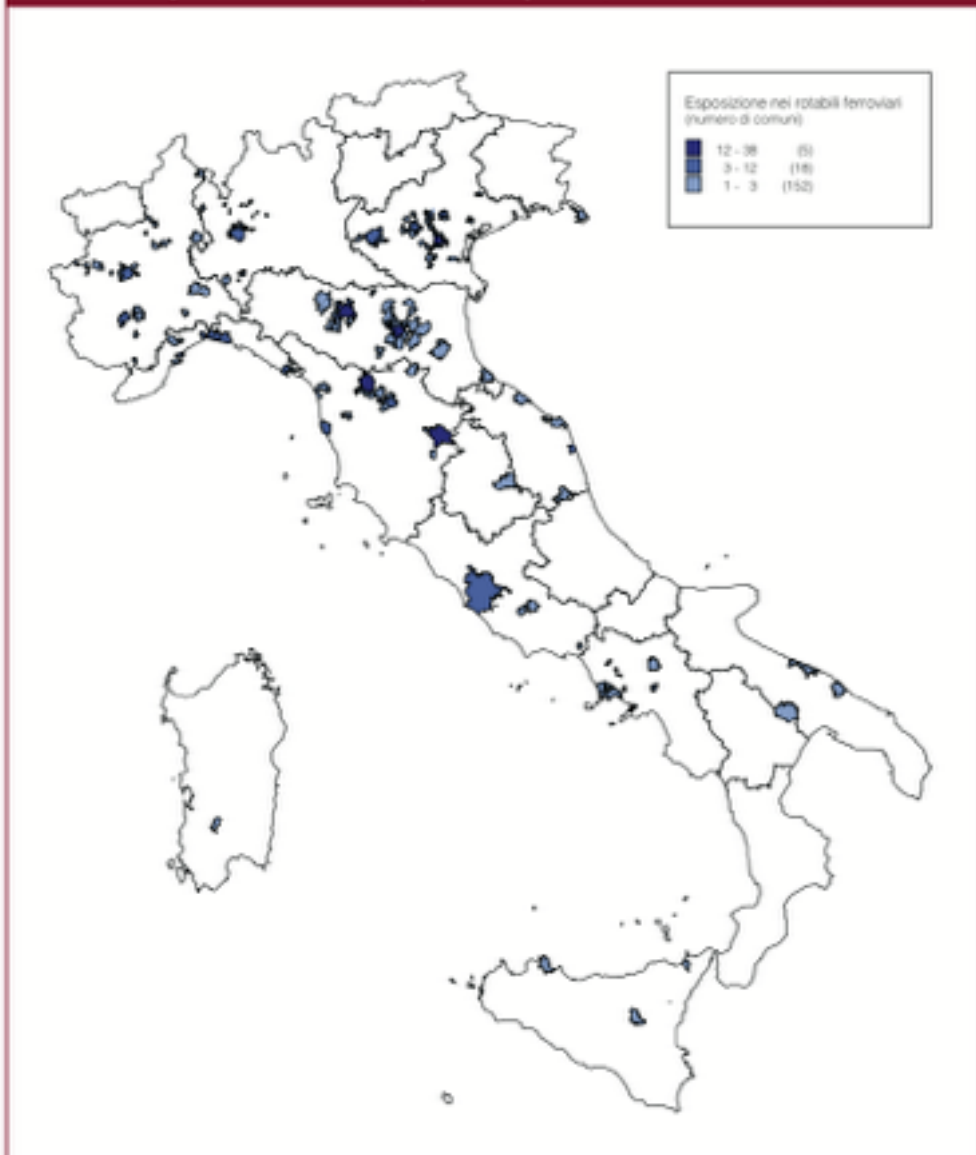 Esposizione nei rotabili ferroviari
(numero di comuni)
12 - 38 (5)
3 - 12 (18)
1 - 3 (152)